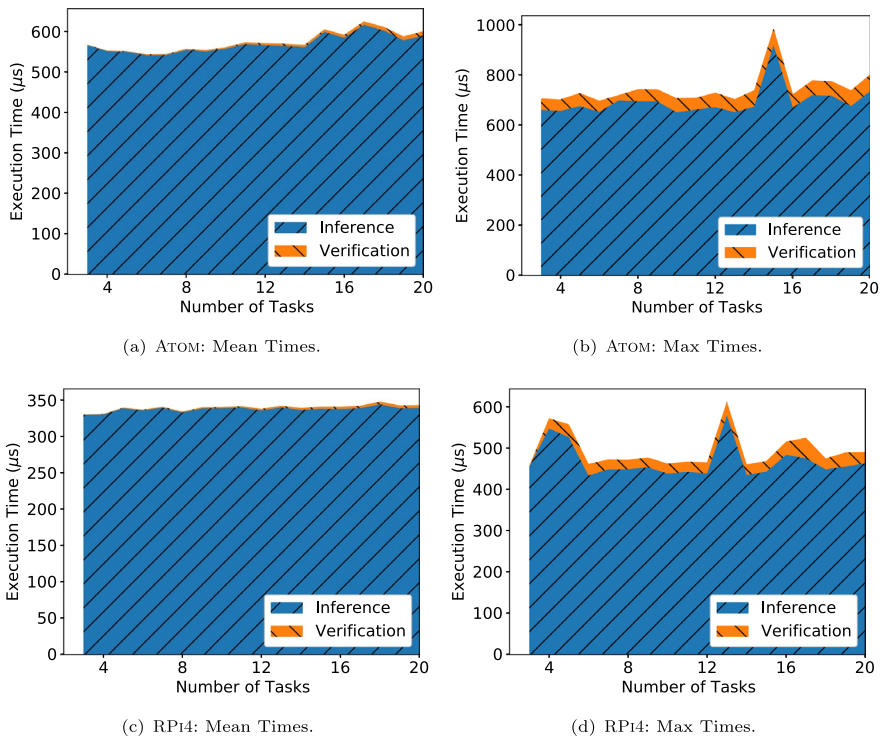 600
500
400
300
200
100
0
Execution Time (μs)
Inference
Verification
4 8 12 16 20
Number of Tasks
(a) Atom: Mean Times.
1000
800
600
400
200
0
Execution Time (μs)
Inference
Verification
4 8 12 16 20
Number of Tasks
(b) Atom: Max Times.
350
300
250
200
150
100
50
0
Execution Time (μs)
Inference
Verification
4 8 12 16 20
Number of Tasks
(c) RPi4: Mean Times.
600
500
400
300
200
100
0
Execution Time (μs)
Inference
Verification
4 8 12 16 20
Number of Tasks
(d) RPi4: Max Times.